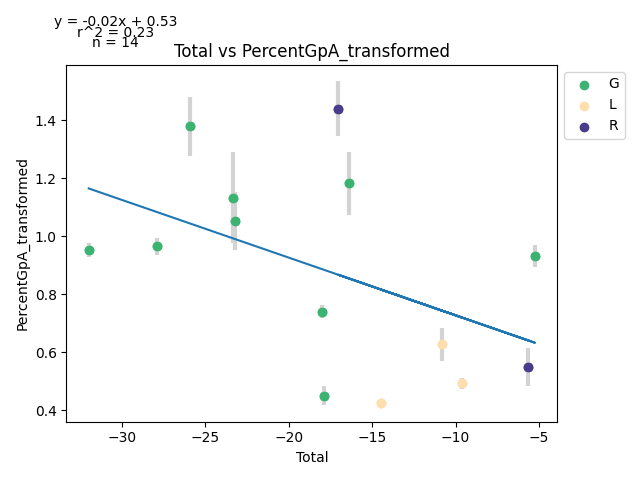 y = -0.02x + 0.53
r^2 = 0.23
n = 14
Total vs PercentGpA_transformed
G
L
R
1.4
1.2
1.0
0.8
0.6
0.4
PercentGpA_transformed
−30
−25
−20
−15
−10
−5
Total